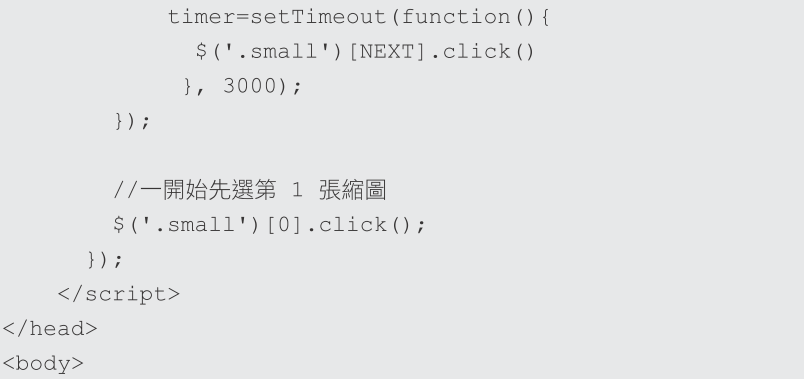 timer=setTimeout(function(){
$('.small')[NEXT].click()
}, 3000);
});
//一開始先選第 1 張縮圖
$('.small')[0].click();
});
</script>
</head>
<body>